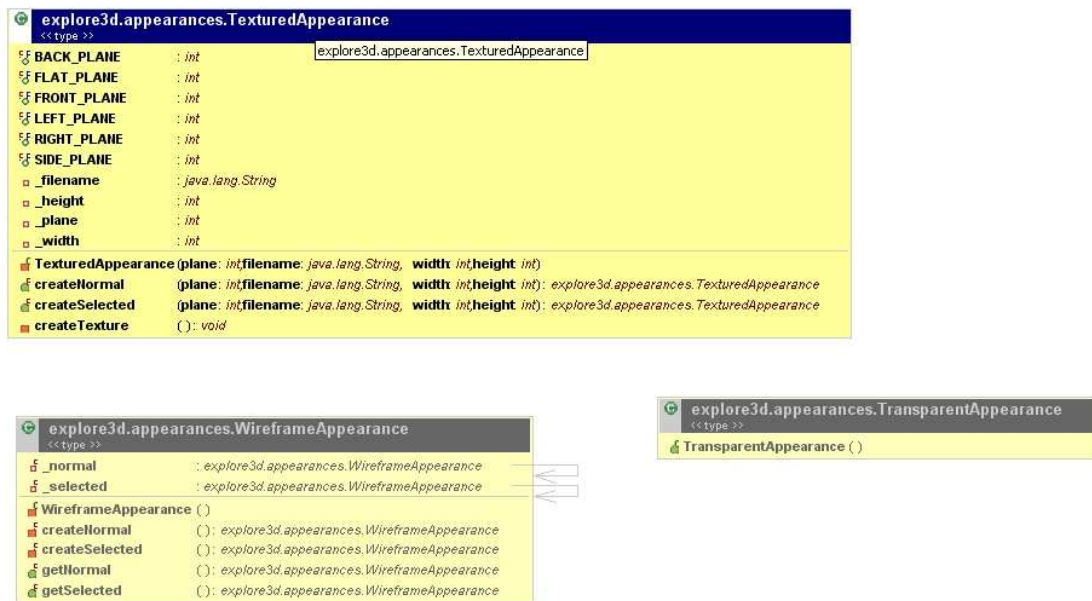 explore3d.appearances.TexturedAppearance
<<type >>
explore3d.appearances.TexturedAppearance
BACK_PLANE : int
FLAT_PLANE : int
FRONT_PLANE : int
LEFT_PLANE : int
RIGHT_PLANE : int
SIDE_PLANE : int
_filename : java.lang.String
_height : int
_plane : int
_width : int
TexturedAppearance (plane: int,filename: java.lang.String, width: int,height: int)
createNormal (plane: int,filename: java.lang.String, width: int,height: int): explore3d.appearances.TexturedAppearance
createSelected (plane: int,filename: java.lang.String, width: int,height: int): explore3d.appearances.TexturedAppearance
createTexture ( ): void
explore3d.appearances.WireframeAppearance
<<type >>
_normal : explore3d.appearances.WireframeAppearance
_selected : explore3d.appearances.WireframeAppearance
WireframeAppearance ( )
createNormal ( ): explore3d.appearances.WireframeAppearance
createSelected ( ): explore3d.appearances.WireframeAppearance
getNormal ( ): explore3d.appearances.WireframeAppearance
getSelected ( ): explore3d.appearances.WireframeAppearance
explore3d.appearances.TransparentAppearance
<<type >>
TransparentAppearance ( )